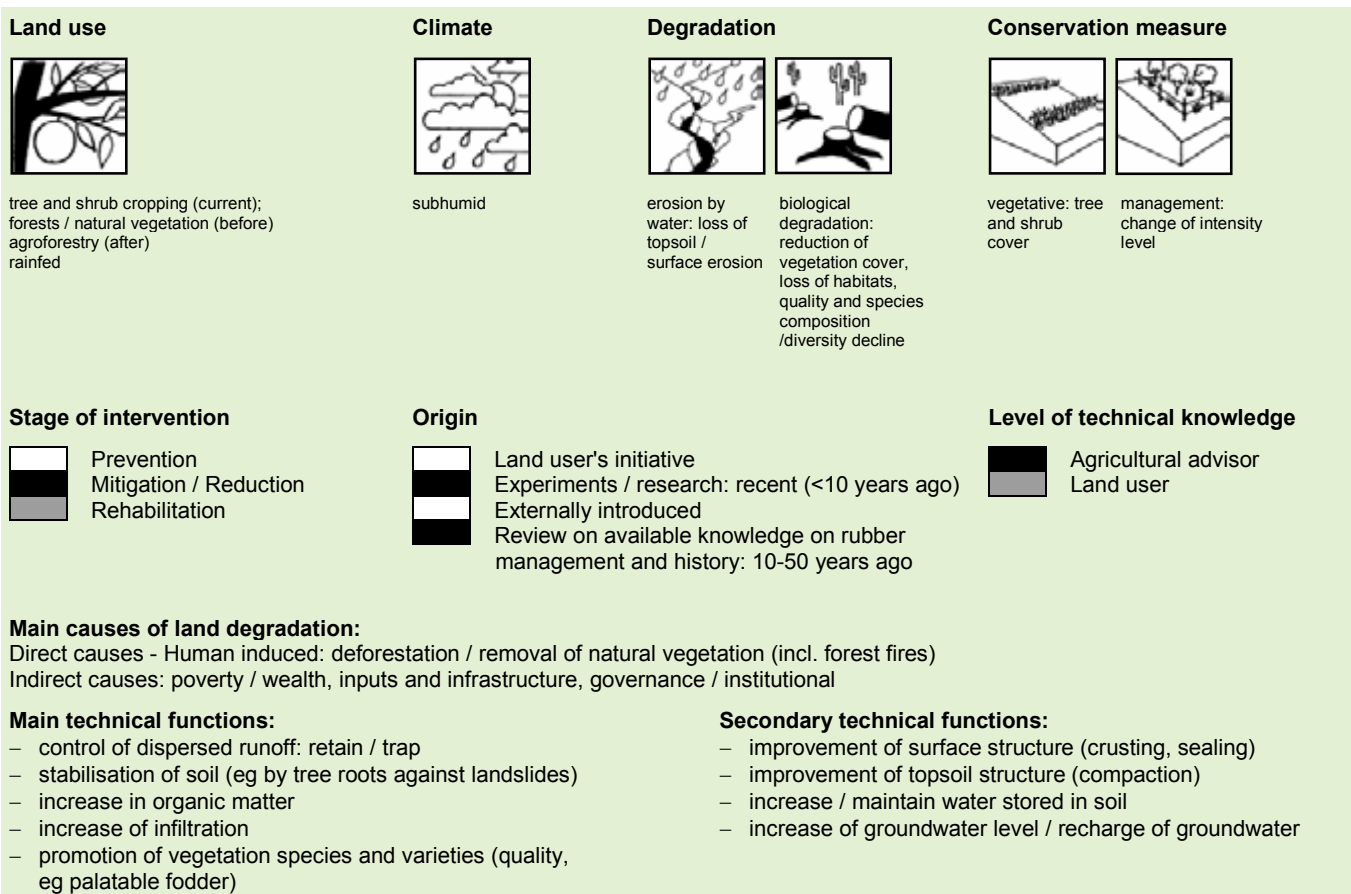 Land use
tree and shrub cropping (current);
forests / natural vegetation (before)
agroforestry (after)
rainfed
Climate
subhumid
Degradation
erosion by
water: loss of
topsoil /
surface erosion
biological
degradation:
reduction of
vegetation cover,
loss of habitats,
quality and species
composition
/diversity decline
Conservation measure
vegetative: tree
and shrub
cover
management:
change of intensity
level
Stage of intervention
Prevention
Mitigation / Reduction
Rehabilitation
Origin
Land user's initiative
Experiments / research: recent (<10 years ago)
Externally introduced
Review on available knowledge on rubber
management and history: 10-50 years ago
Level of technical knowledge
Agricultural advisor
Land user
Main causes of land degradation:
Direct causes - Human induced: deforestation / removal of natural vegetation (incl. forest fires)
Indirect causes: poverty / wealth, inputs and infrastructure, governance / institutional
Main technical functions:
– control of dispersed runoff: retain / trap
– stabilisation of soil (eg by tree roots against landslides)
– increase in organic matter
– increase of infiltration
– promotion of vegetation species and varieties (quality,
eg palatable fodder)
Secondary technical functions:
– improvement of surface structure (crusting, sealing)
– improvement of topsoil structure (compaction)
– increase / maintain water stored in soil
– increase of groundwater level / recharge of groundwater